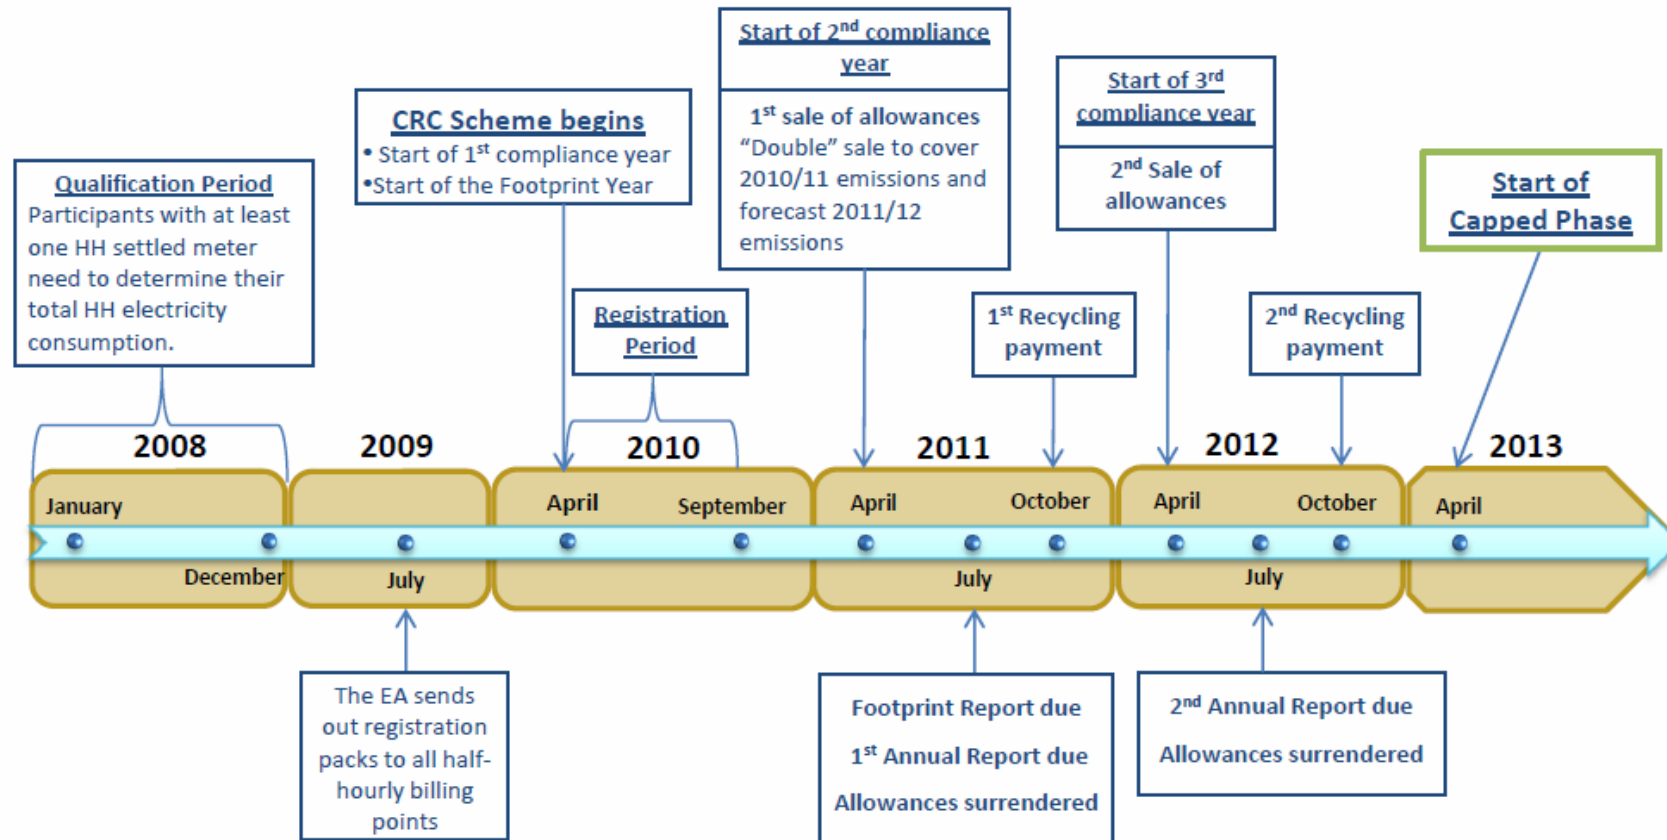 Qualification Period
Participants with at least
one HH settled meter
need to determine their
total HH electricity
consumption.
CRC Scheme begins
• Start of 1st compliance year
•Start of the Footprint Year
Registration
Period
Start of 2nd compliance
year
1st sale of allowances
“Double” sale to cover
2010/11 emissions and
forecast 2011/12
emissions
1st Recycling
payment
Start of 3rd
compliance year
2nd Sale of
allowances
2nd Recycling
payment
Start of
Capped Phase
2008
2009
2010
2011
2012
2013
January
April
September
April
October
April
October
April
December
July
July
July
The EA sends
out registration
packs to all half-
hourly billing
points
Footprint Report due
1st Annual Report due
Allowances surrendered
2nd Annual Report due
Allowances surrendered